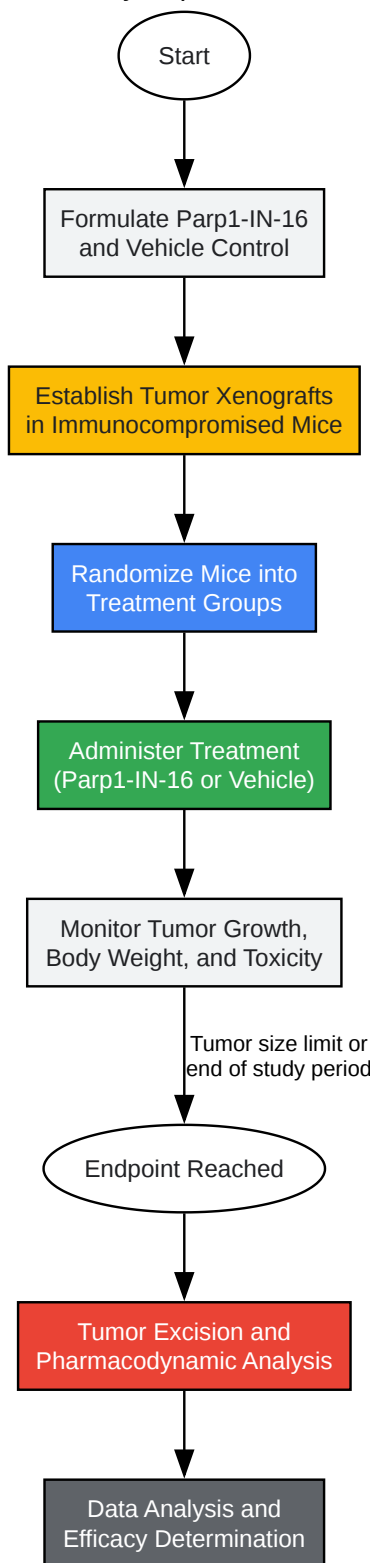 Start
Formulate Parp1-IN-16
and Vehicle Control
Establish Tumor Xenografts
in Immunocompromised Mice
Randomize Mice into
Treatment Groups
Administer Treatment
(Parp1-IN-16 or Vehicle)
Monitor Tumor Growth,
Body Weight, and Toxicity
Tumor size limit or
end of study period
Endpoint Reached
Tumor Excision and
Pharmacodynamic Analysis
Data Analysis and
Efficacy Determination